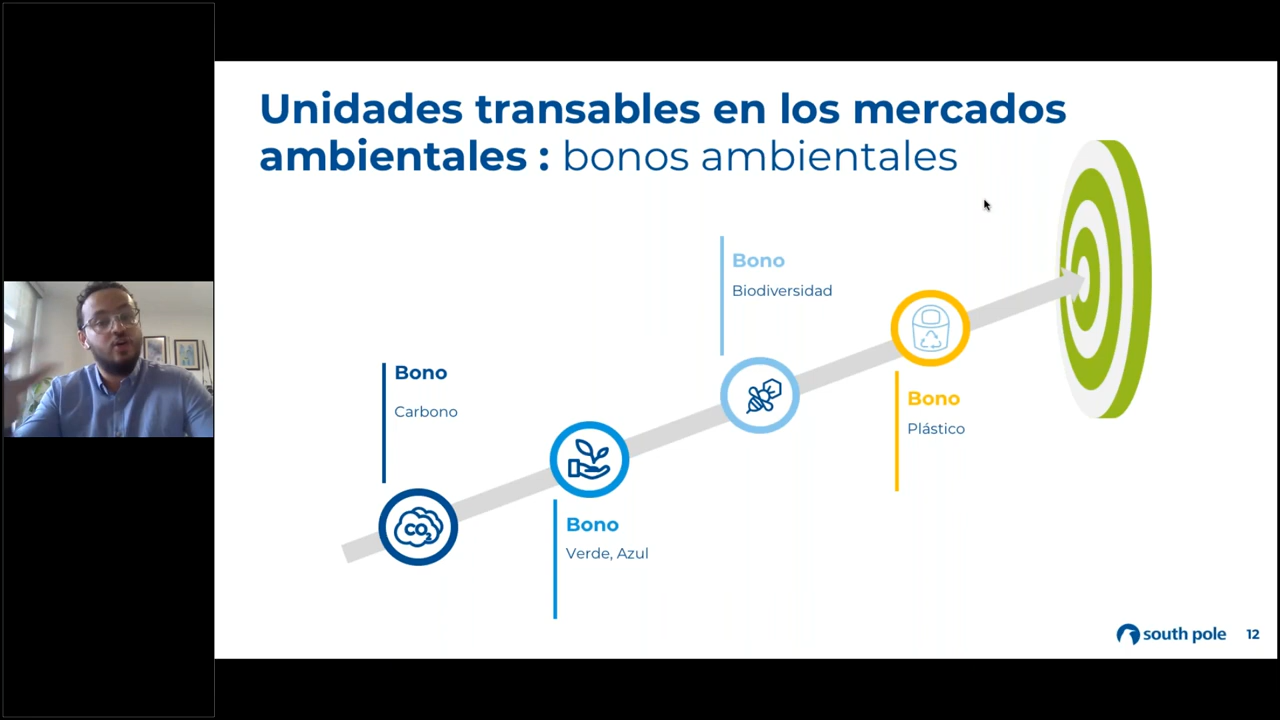 Unidades transables en los mercados
ambientales : bonos ambientales
Bono
Carbono
CO2
Bono
Verde, Azul
Bono
Biodiversidad
Bono
Plástico
south pole
12